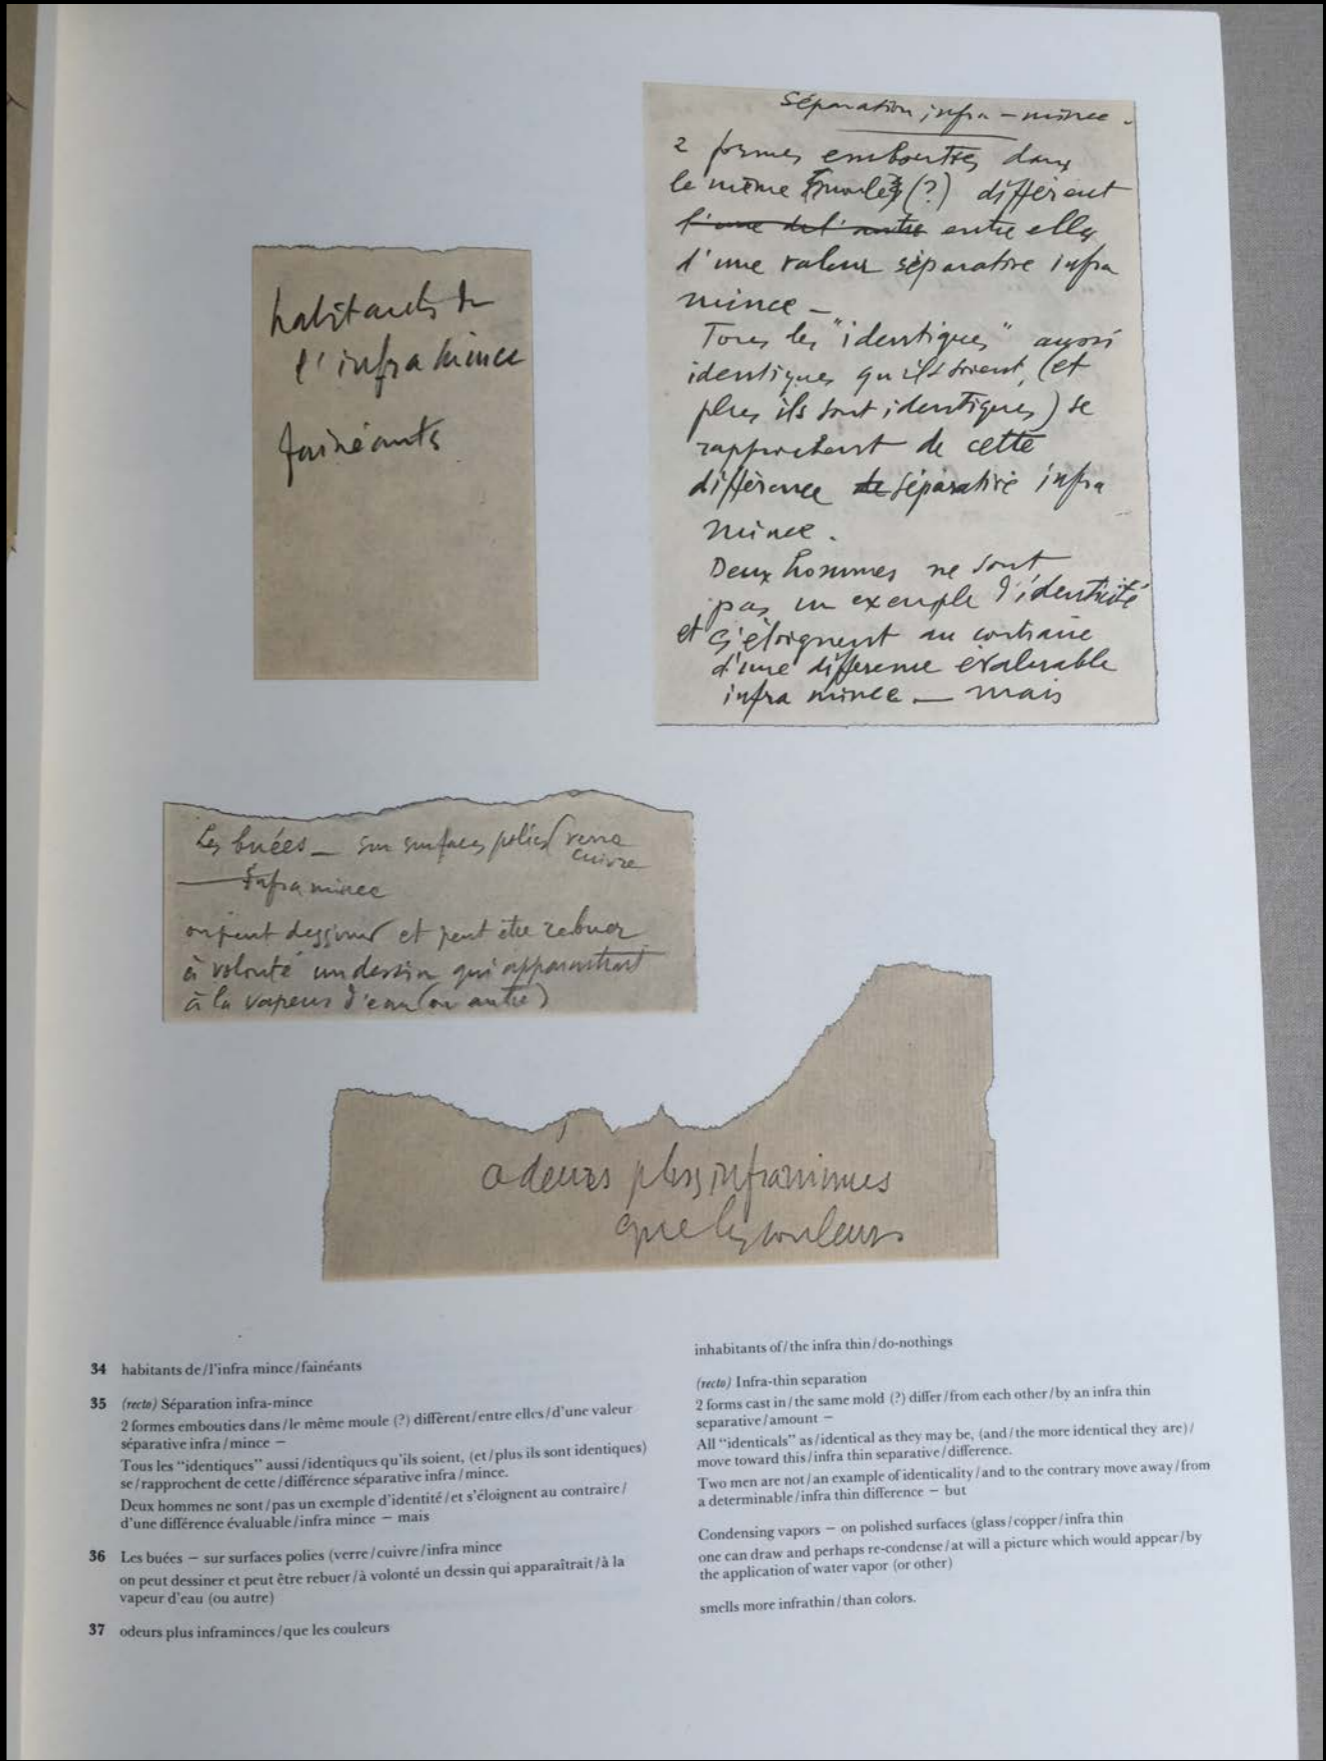 habitants de
l'infra mince
fainéants
Séparation infra-mince.
2 formes embouties dans
le même [moule] (?) diffèrent
l'une de l'autre entre elles
d'une valeur séparative infra
mince –
Tous les "identiques" aussi
identiques qu'ils soient, (et
plus ils sont identiques) se
rapprochent de cette
différence de séparative infra
mince.
Deux hommes ne sont
pas un exemple d'identité
et s'éloignent au contraire
d'une différence évaluable
infra mince – mais
Les buées – sur surfaces polies (verre
cuivre
infra mince
on peut dessiner et peut être rebuer
à volonté un dessin qui apparaitrait
à la vapeur d'eau (ou autre)
odeurs plus inframinces
que les couleurs
34 habitants de/l'infra mince/fainéants
35 (recto) Séparation infra-mince
2 formes embouties dans/le même moule (?) diffèrent/entre elles/d'une valeur
séparative infra/mince –
Tous les "identiques" aussi/identiques qu'ils soient, (et/plus ils sont identiques)
se/rapprochent de cette/différence séparative infra/mince.
Deux hommes ne sont/pas un exemple d'identité/et s'éloignent au contraire/
d'une différence évaluable/infra mince – mais
36 Les buées – sur surfaces polies (verre/cuivre/infra mince
on peut dessiner et peut être rebuer/à volonté un dessin qui apparaîtrait/à la
vapeur d'eau (ou autre)
37 odeurs plus inframinces/que les couleurs
inhabitants of/the infra thin/do-nothings
(recto) Infra-thin separation
2 forms cast in/the same mold (?) differ/from each other/by an infra thin
separative/amount –
All "identicals" as/identical as they may be, (and/the more identical they are)/
move toward this/infra thin separative/difference.
Two men are not/an example of identicality/and to the contrary move away/from
a determinable/infra thin difference – but
Condensing vapors – on polished surfaces (glass/copper/infra thin
one can draw and perhaps re-condense/at will a picture which would appear/by
the application of water vapor (or other)
smells more infrathin/than colors.